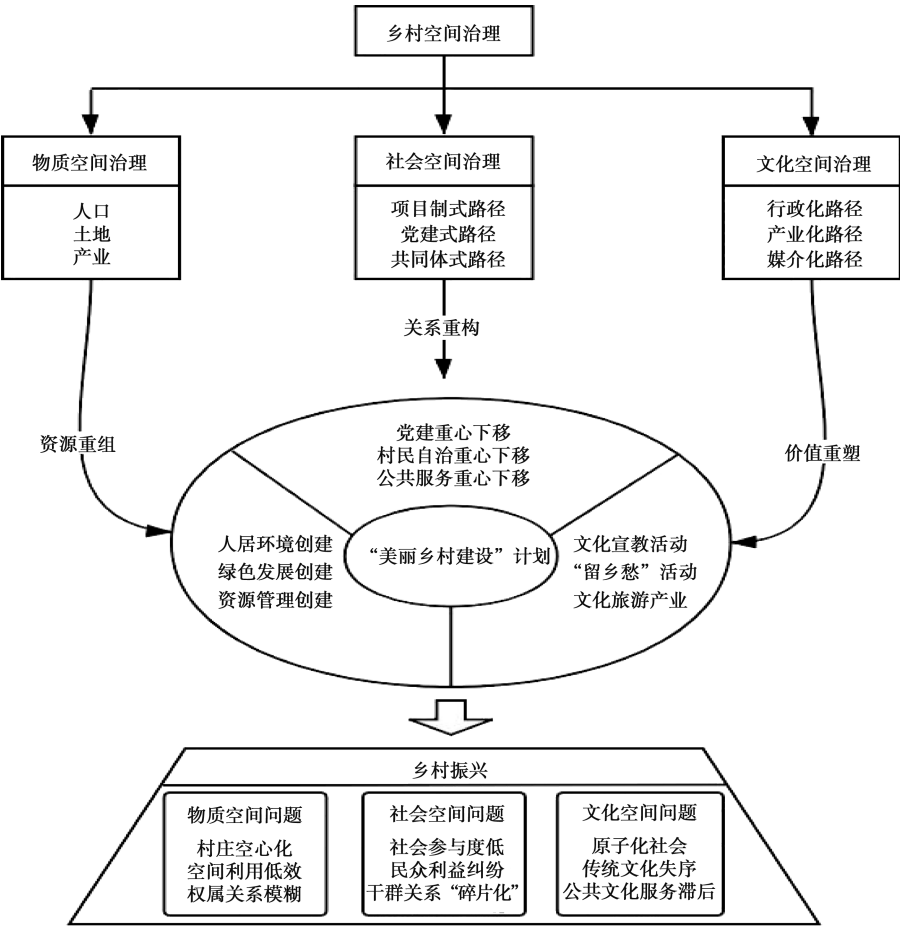 乡村空间治理
物质空间治理
人口
土地
产业
社会空间治理
项目制式路径
党建式路径
共同体式路径
文化空间治理
行政化路径
产业化路径
媒介化路径
资源重组
关系重构
价值重塑
党建重心下移
村民自治重心下移
公共服务重心下移
人居环境创建
绿色发展创建
资源管理创建
“美丽乡村建设”计划
文化宣教活动
“留乡愁”活动
文化旅游产业
乡村振兴
物质空间问题
村庄空心化
空间利用低效
权属关系模糊
社会空间问题
社会参与度低
民众利益纠纷
干群关系“碎片化”
文化空间问题
原子化社会
传统文化失序
公共文化服务滞后